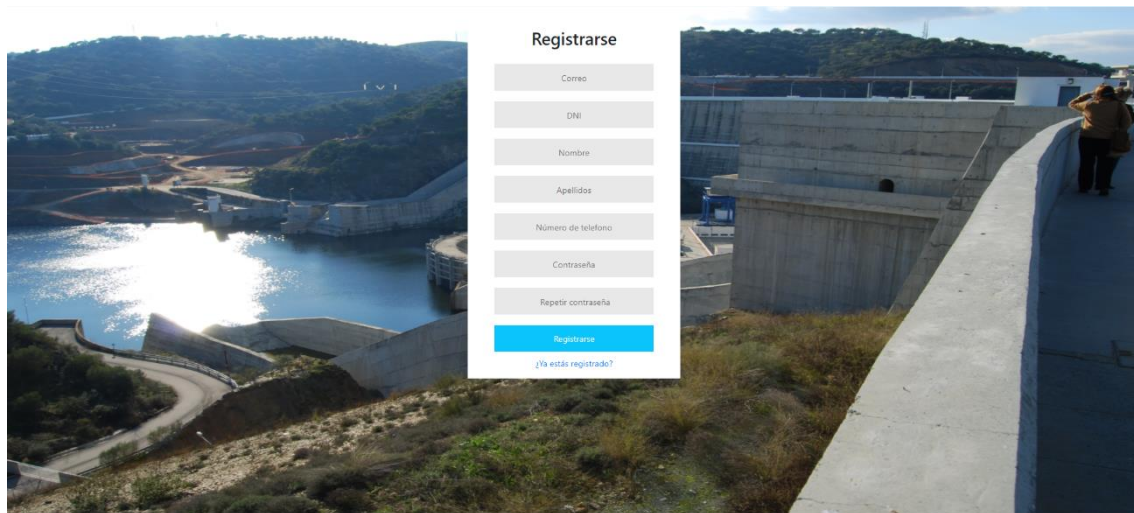 Registrarse
Correo
DNI
Nombre
Apellidos
Número de telefono
Contraseña
Repetir contraseña
Registrarse
¿Ya estás registrado?